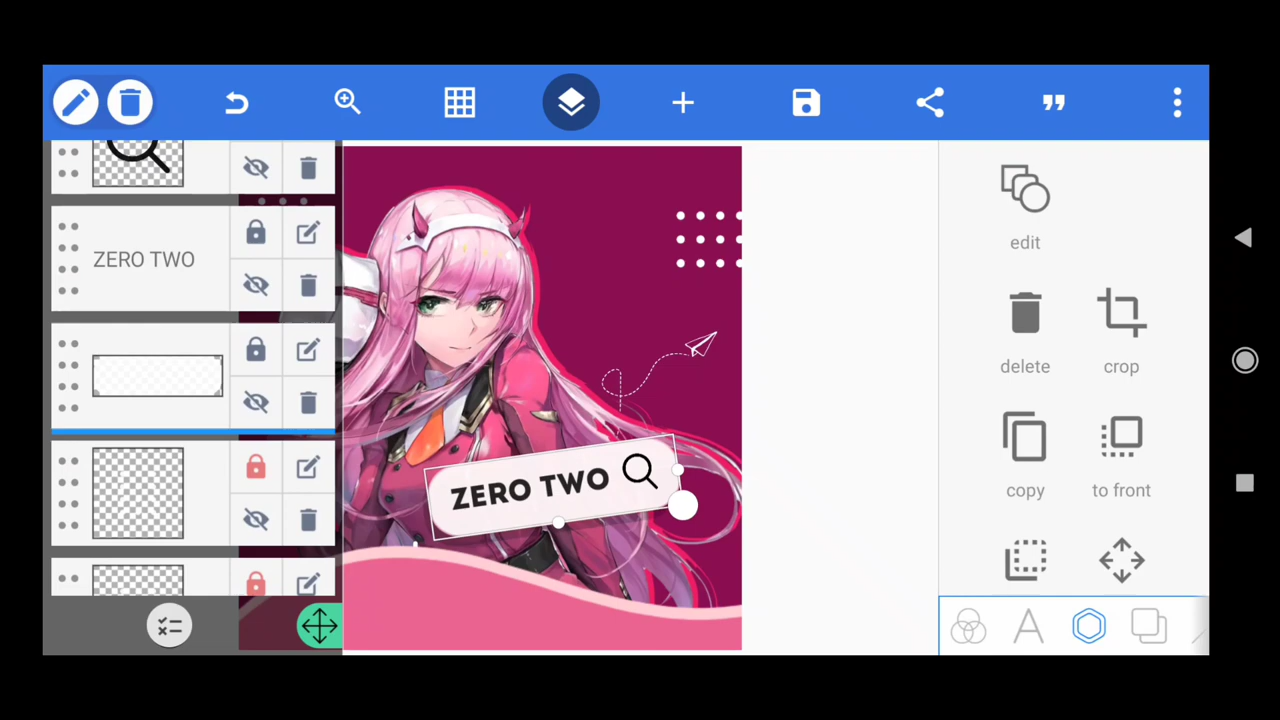 ZERO TWO
ZERO TWO
edit
delete
crop
copy
to front